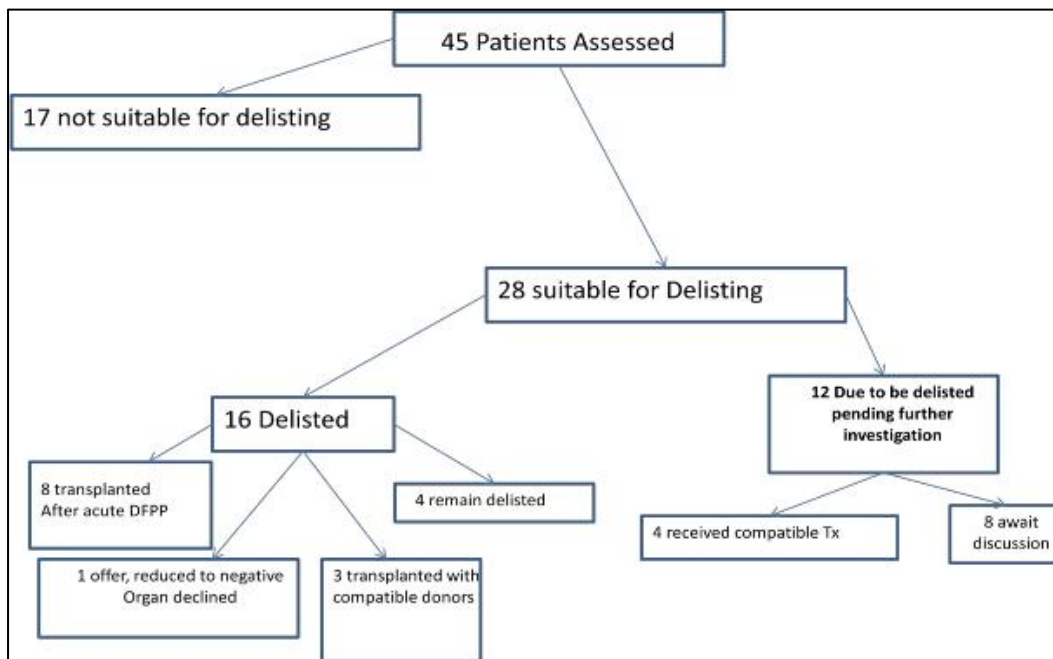 45 Patients Assessed
17 not suitable for delisting
28 suitable for Delisting
16 Delisted
12 Due to be delisted
pending further
investigation
8 transplanted
After acute DFPP
4 remain delisted
4 received compatible Tx
8 await
discussion
1 offer, reduced to negative
Organ declined
3 transplanted with
compatible donors